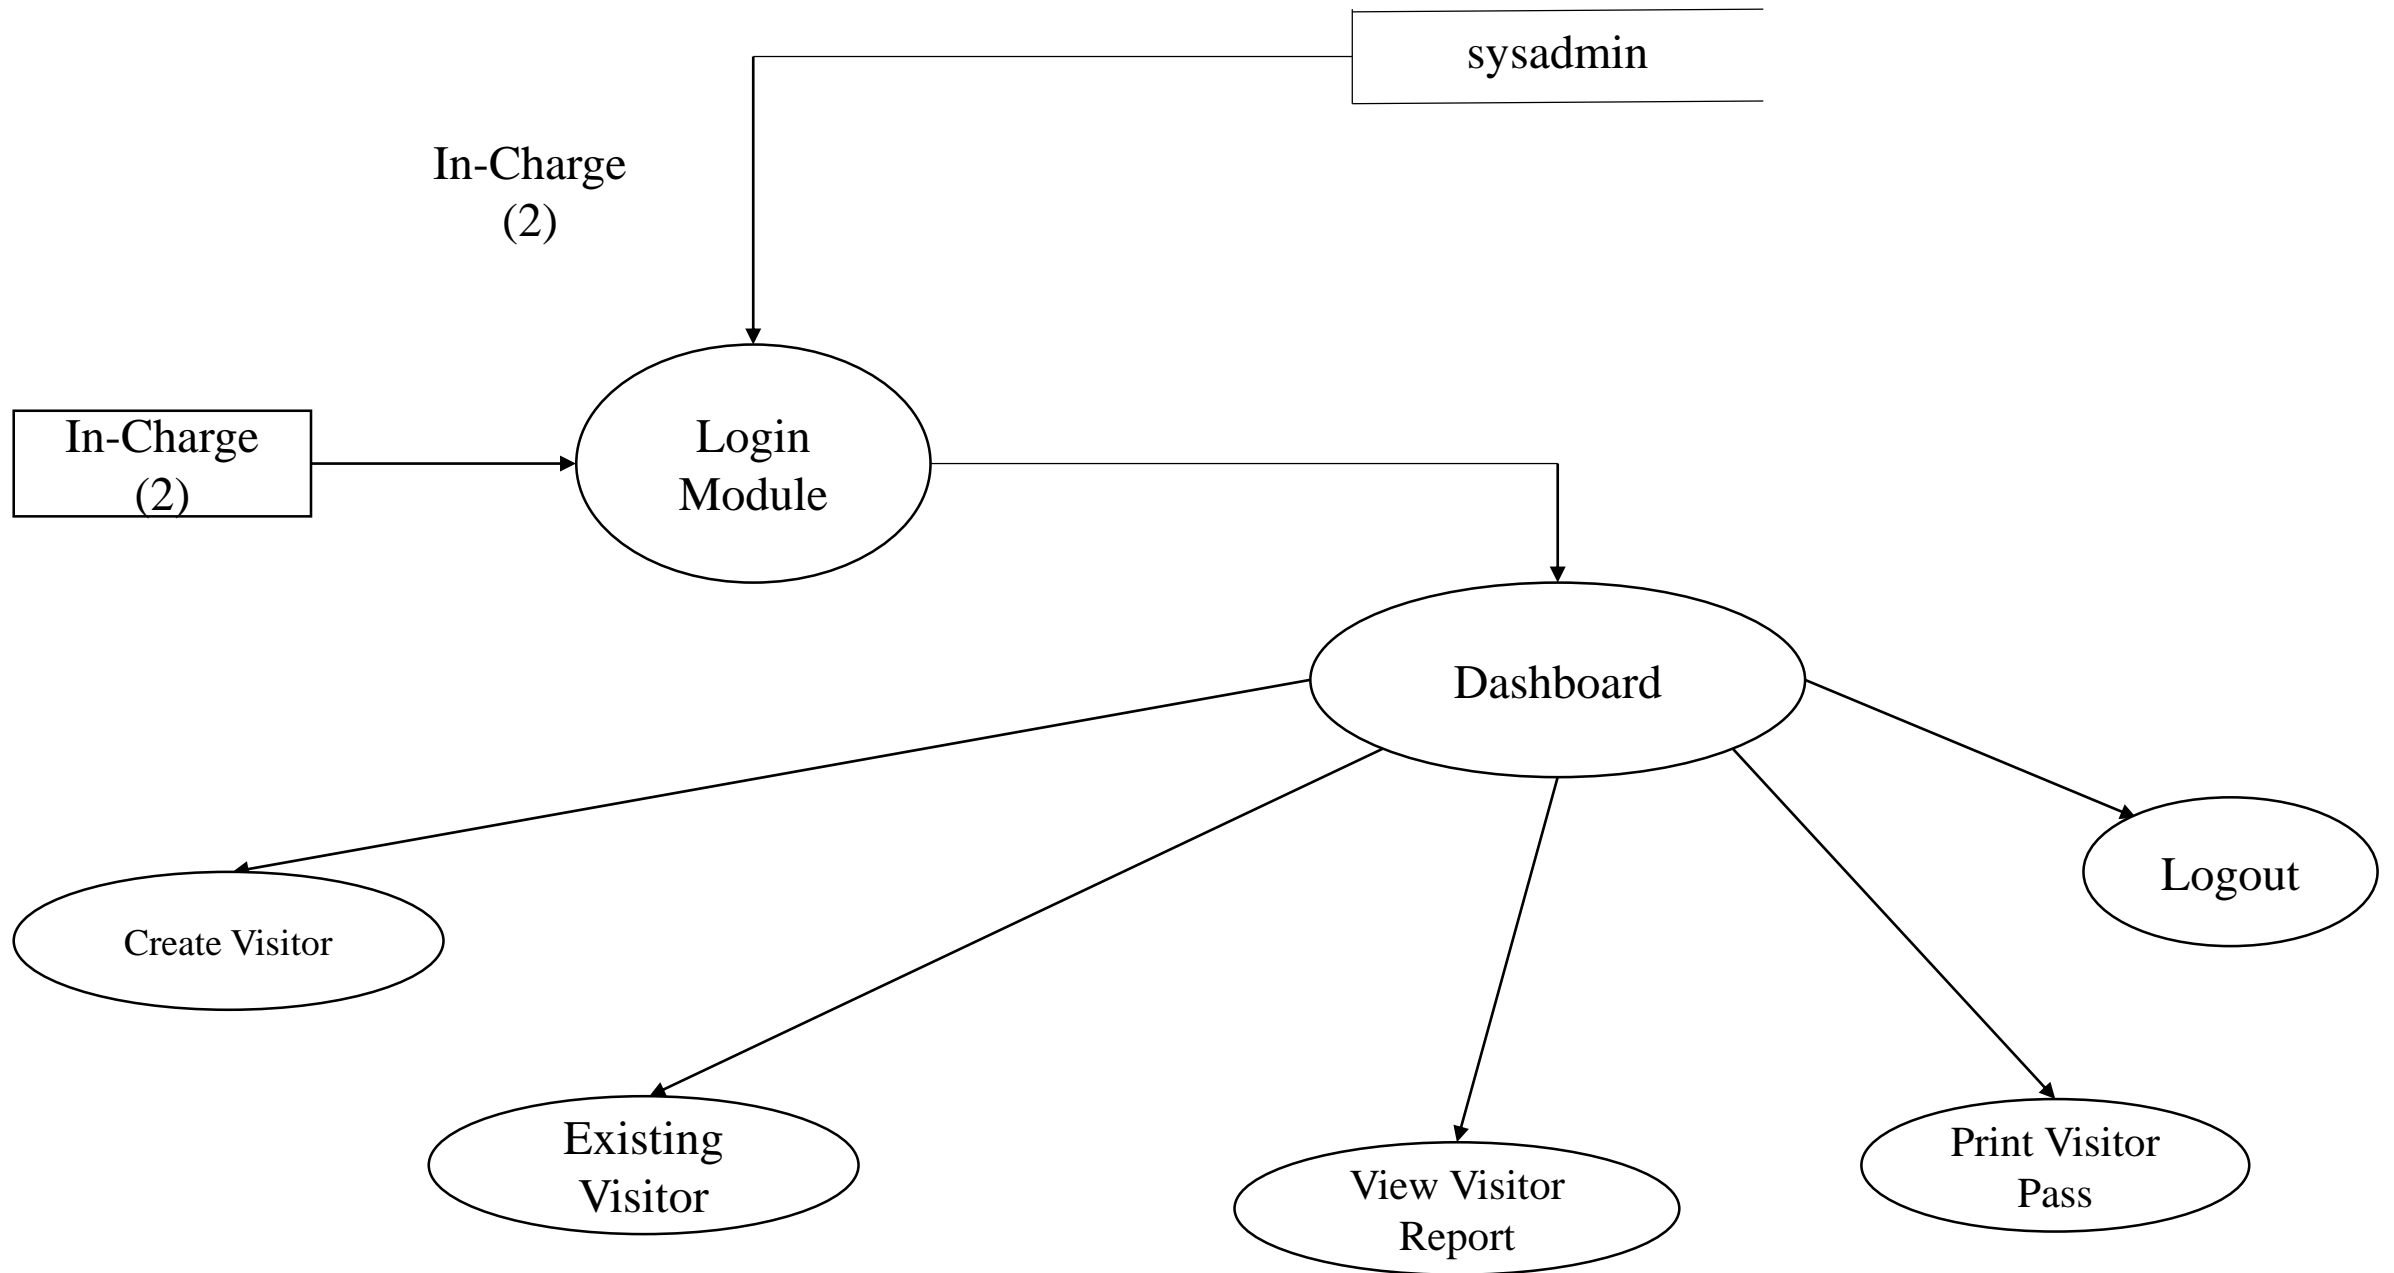 sysadmin
In-Charge
(2)
In-Charge
(2)
Login
Module
Dashboard
Logout
Create Visitor
Existing
Visitor
View Visitor
Report
Print Visitor
Pass